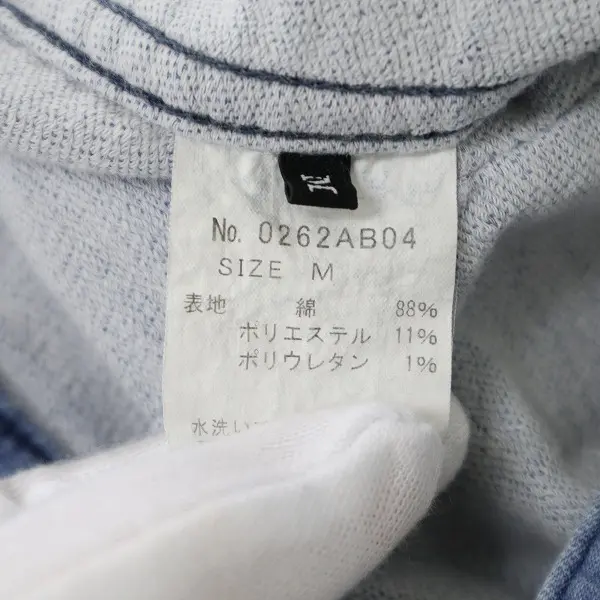 M
No. 0262AB04
SIZE M
表地 綿 88%
ポリエステル 11%
ポリウレタン 1%
水洗い